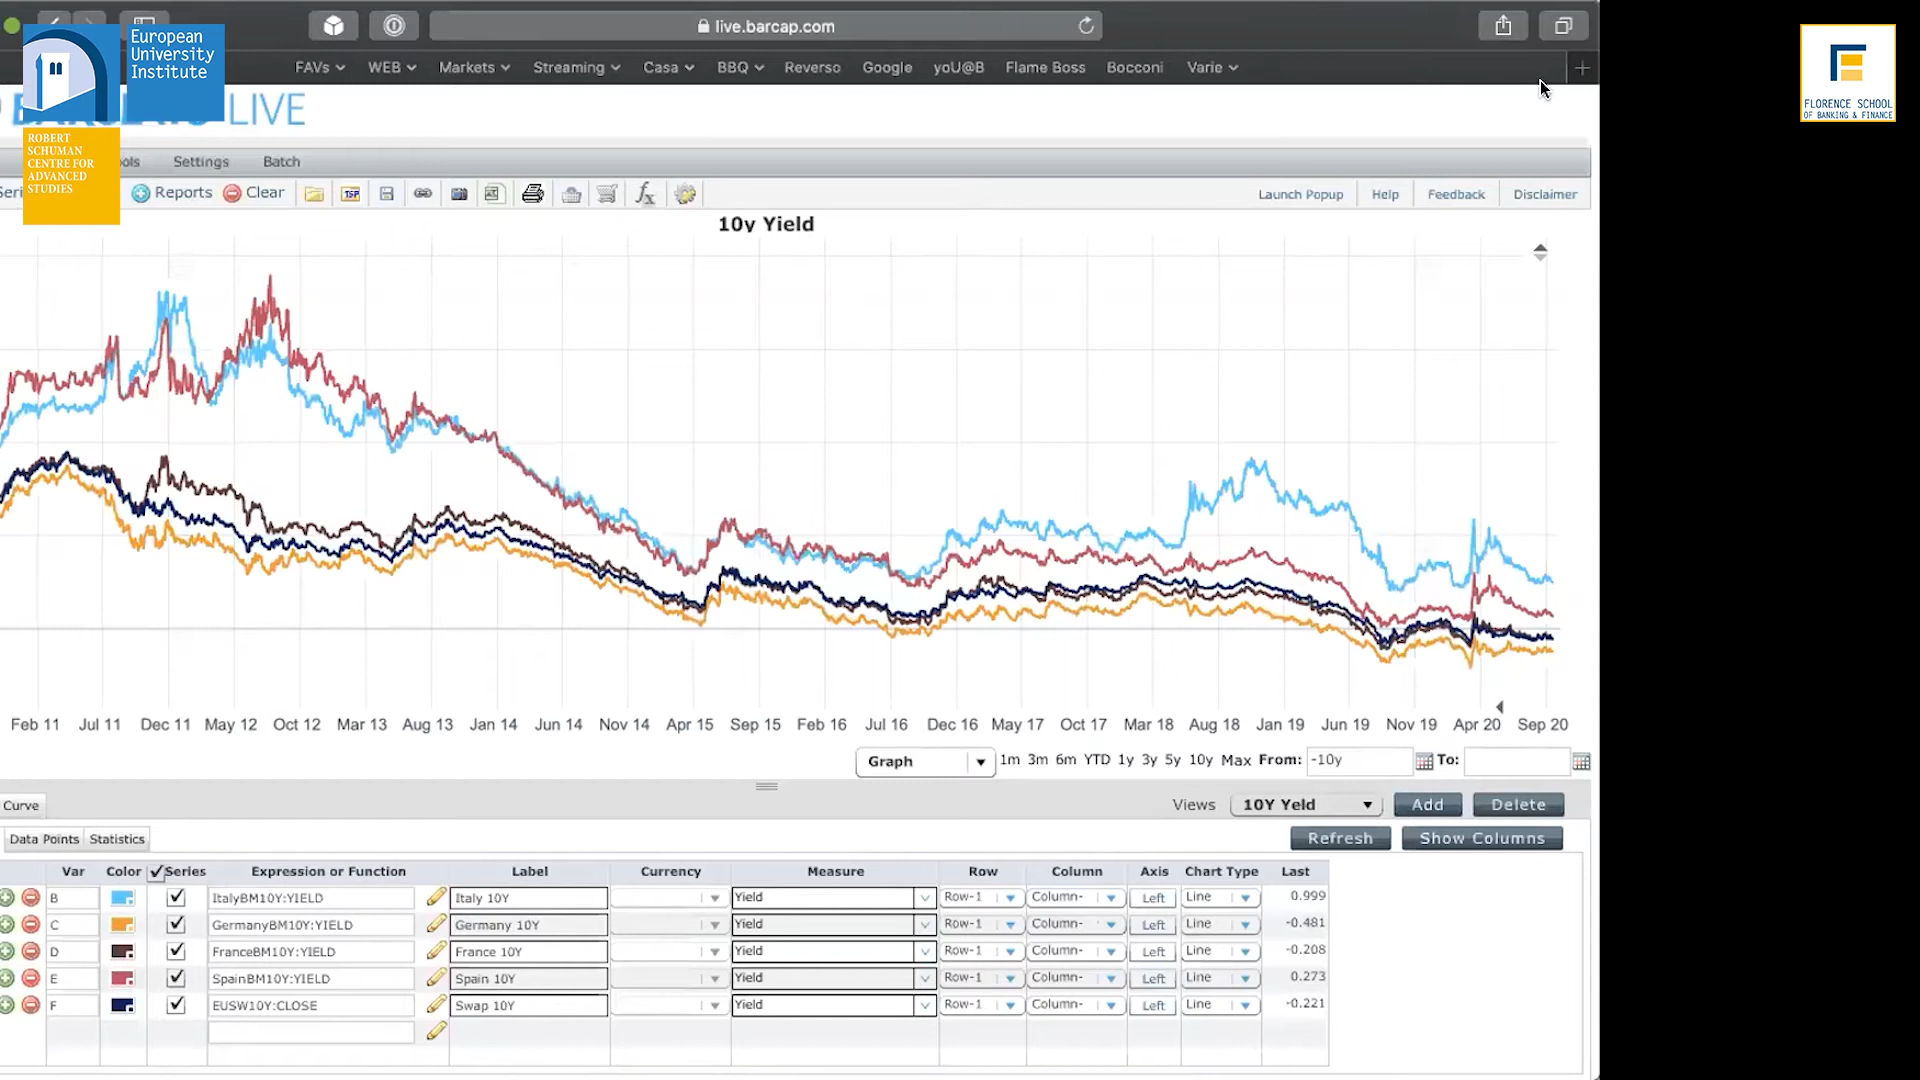 live.barcap.com
FAVs WEB Markets Streaming Casa BBQ Reverso Google yoU@B Flame Boss Bocconi Varie
European
University
Institute
ROBERT
SCHUMAN
CENTRE FOR
ADVANCED
STUDIES
FLORENCE SCHOOL
OF BANKING & FINANCE
LIVE
Settings Batch
Reports Clear TSP fx Launch Popup Help Feedback Disclaimer
10y Yield
Feb 11 Jul 11 Dec 11 May 12 Oct 12 Mar 13 Aug 13 Jan 14 Jun 14 Nov 14 Apr 15 Sep 15 Feb 16 Jul 16 Dec 16 May 17 Oct 17 Mar 18 Aug 18 Jan 19 Jun 19 Nov 19 Apr 20 Sep 20
Graph 1m 3m 6m YTD 1y 3y 5y 10y Max From: -10y To:
Curve Views 10Y Yeld Add Delete
Data Points Statistics Refresh Show Columns
Var Color Series Expression or Function Label Currency Measure Row Column Axis Chart Type Last
B ItalyBM10Y:YIELD Italy 10Y Yield Row-1 Column- Left Line 0.999
C GermanyBM10Y:YIELD Germany 10Y Yield Row-1 Column- Left Line -0.481
D FranceBM10Y:YIELD France 10Y Yield Row-1 Column- Left Line -0.208
E SpainBM10Y:YIELD Spain 10Y Yield Row-1 Column- Left Line 0.273
F EUSW10Y:CLOSE Swap 10Y Yield Row-1 Column- Left Line -0.221